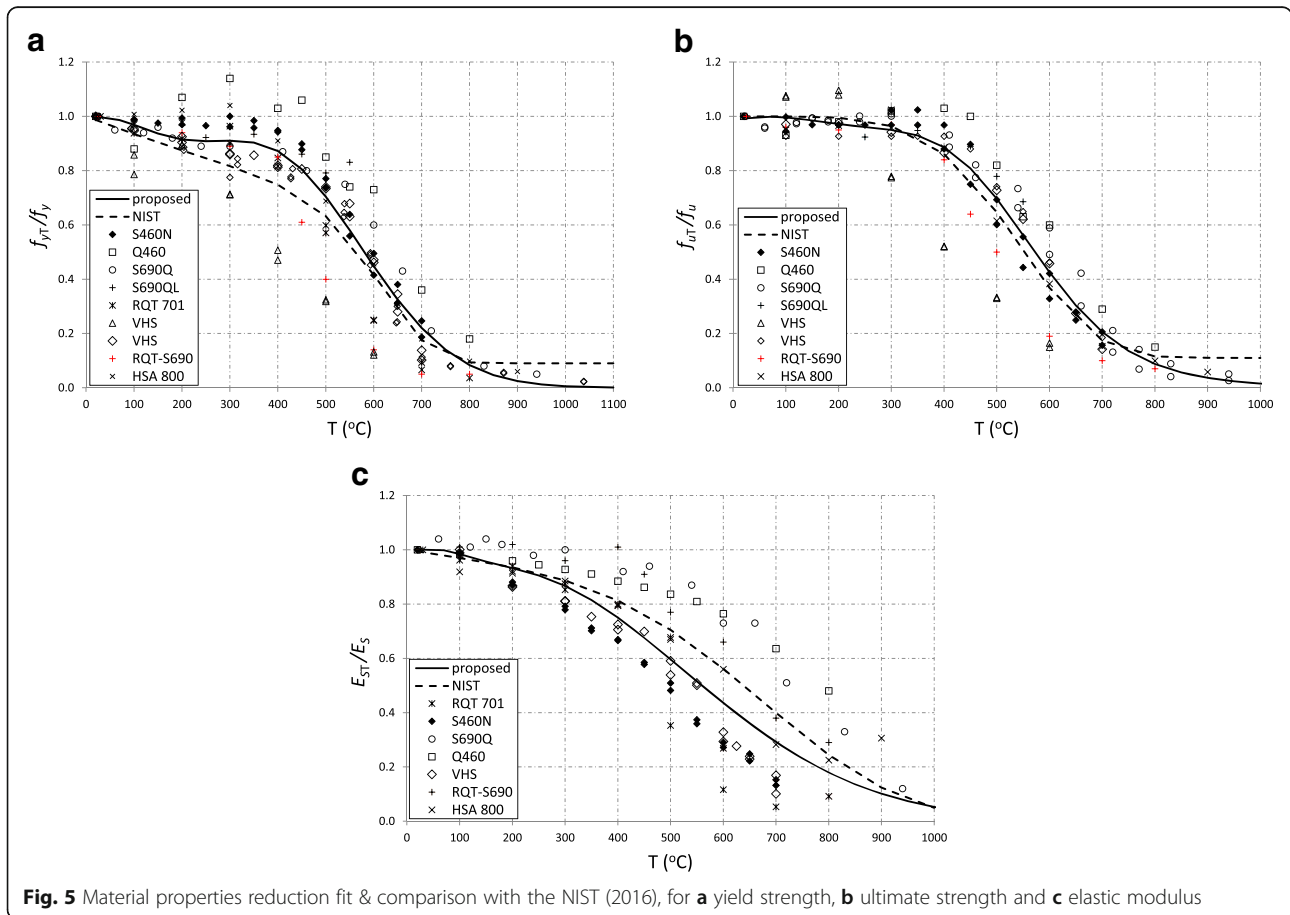 a
1.2
1.0
0.8
0.6
0.4
0.2
0.0
f_yT/f_y
proposed
NIST
S460N
Q460
S690Q
S690QL
RQT 701
VHS
VHS
RQT-S690
HSA 800
0 100 200 300 400 500 600 700 800 900 1000 1100
T (°C)
b
1.2
1.0
0.8
0.6
0.4
0.2
0.0
f_uT/f_u
proposed
NIST
S460N
Q460
S690Q
S690QL
VHS
VHS
RQT-S690
HSA 800
0 100 200 300 400 500 600 700 800 900 1000
T (°C)
c
1.2
1.0
0.8
0.6
0.4
0.2
0.0
E_ST/E_S
proposed
NIST
RQT 701
S460N
S690Q
Q460
VHS
RQT-S690
HSA 800
0 100 200 300 400 500 600 700 800 900 1000
T (°C)
Fig. 5 Material properties reduction fit & comparison with the NIST (2016), for a yield strength, b ultimate strength and c elastic modulus